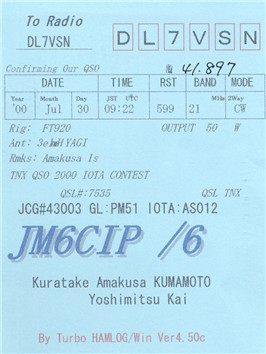 To Radio
DL7VSN
D L 7 V S N
Confirming Our QSO
№ 41.897
DATE TIME RST BAND MODE
Year Month Day JST UTC MHz 2Way
'00 Jul 30 09:22 599 21 CW
Rig: FT920 OUTPUT 50 W
Ant: YAGI
Rmks: Amakusa Is
TNX QSO 2000 IOTA CONTEST
QSL#:7535 QSL TNX
JCG#43003 GL:PM51 IOTA:AS012
JM6CIP /6
Kuratake Amakusa KUMAMOTO
Yoshimitsu Kai
By Turbo HAMLOG/Win Ver4.50c